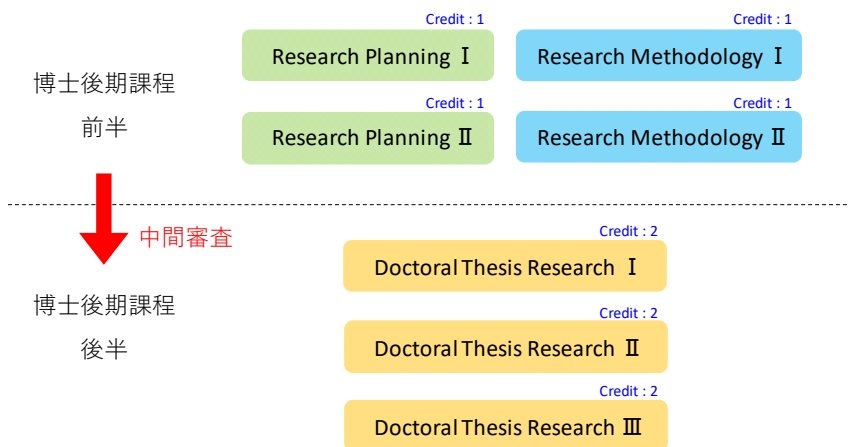 Credit : 1
Credit : 1
Research Planning Ⅰ
Research Methodology Ⅰ
博士後期課程
前半
Credit : 1
Credit : 1
Research Planning Ⅱ
Research Methodology Ⅱ
中間審査
博士後期課程
後半
Credit : 2
Doctoral Thesis Research Ⅰ
Credit : 2
Doctoral Thesis Research Ⅱ
Credit : 2
Doctoral Thesis Research Ⅲ